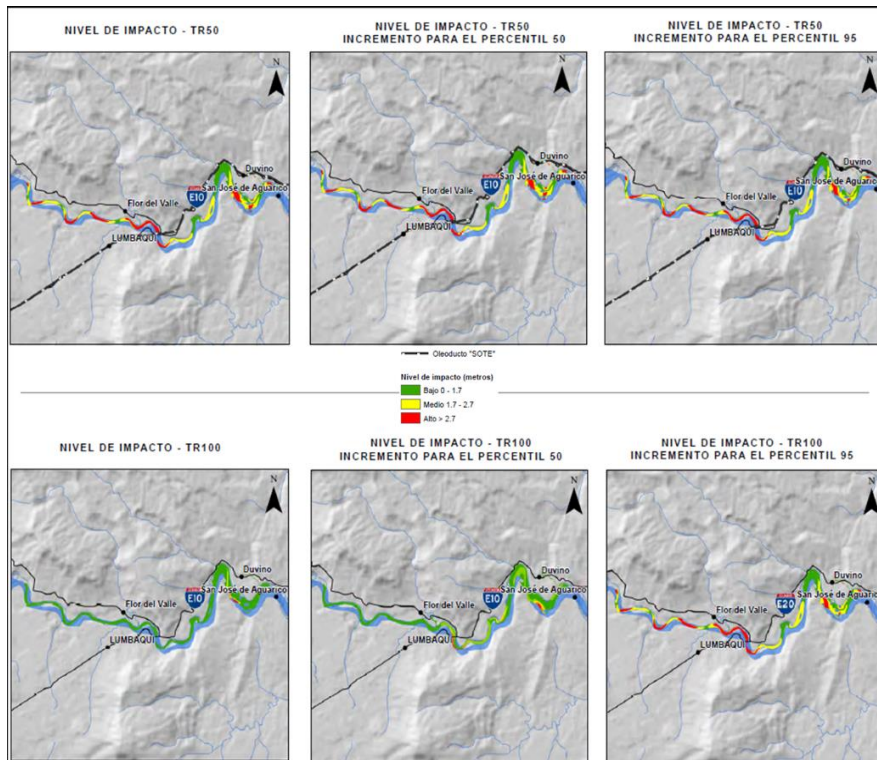 NIVEL DE IMPACTO - TR50
NIVEL DE IMPACTO - TR50
INCREMENTO PARA EL PERCENTIL 50
NIVEL DE IMPACTO - TR50
INCREMENTO PARA EL PERCENTIL 95
N
Duvino
San José de Aguarico
E10
Flor del Valle
LUMBAQUI
N
Duvino
San José de Aguarico
E10
Flor del Valle
LUMBAQUI
N
Duvino
San José de Aguarico
E10
Flor del Valle
LUMBAQUI
Oleoducto "SOTE"
Nivel de impacto (metros)
Bajo 0 - 1.7
Medio 1.7 - 2.7
Alto > 2.7
NIVEL DE IMPACTO - TR100
NIVEL DE IMPACTO - TR100
INCREMENTO PARA EL PERCENTIL 50
NIVEL DE IMPACTO - TR100
INCREMENTO PARA EL PERCENTIL 95
N
Duvino
San José de Aguarico
E10
Flor del Valle
LUMBAQUI
N
Duvino
San José de Aguarico
E10
Flor del Valle
LUMBAQUI
N
Duvino
San José de Aguarico
E20
Flor del Valle
LUMBAQUI